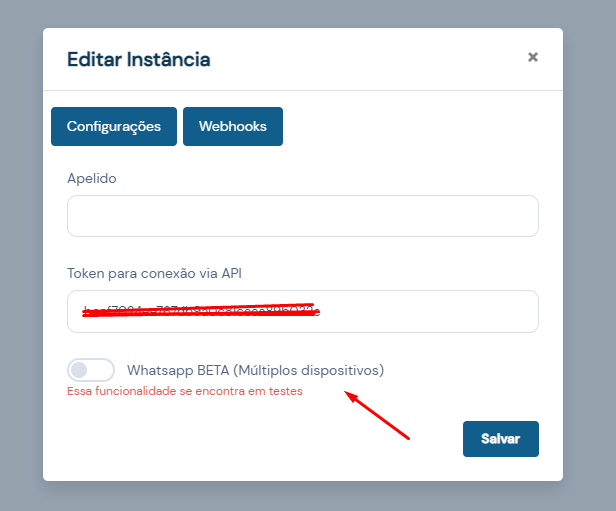 Editar Instância ×
Configurações Webhooks
Apelido
Token para conexão via API
Whatsapp BETA (Múltiplos dispositivos)
Essa funcionalidade se encontra em testes
Salvar